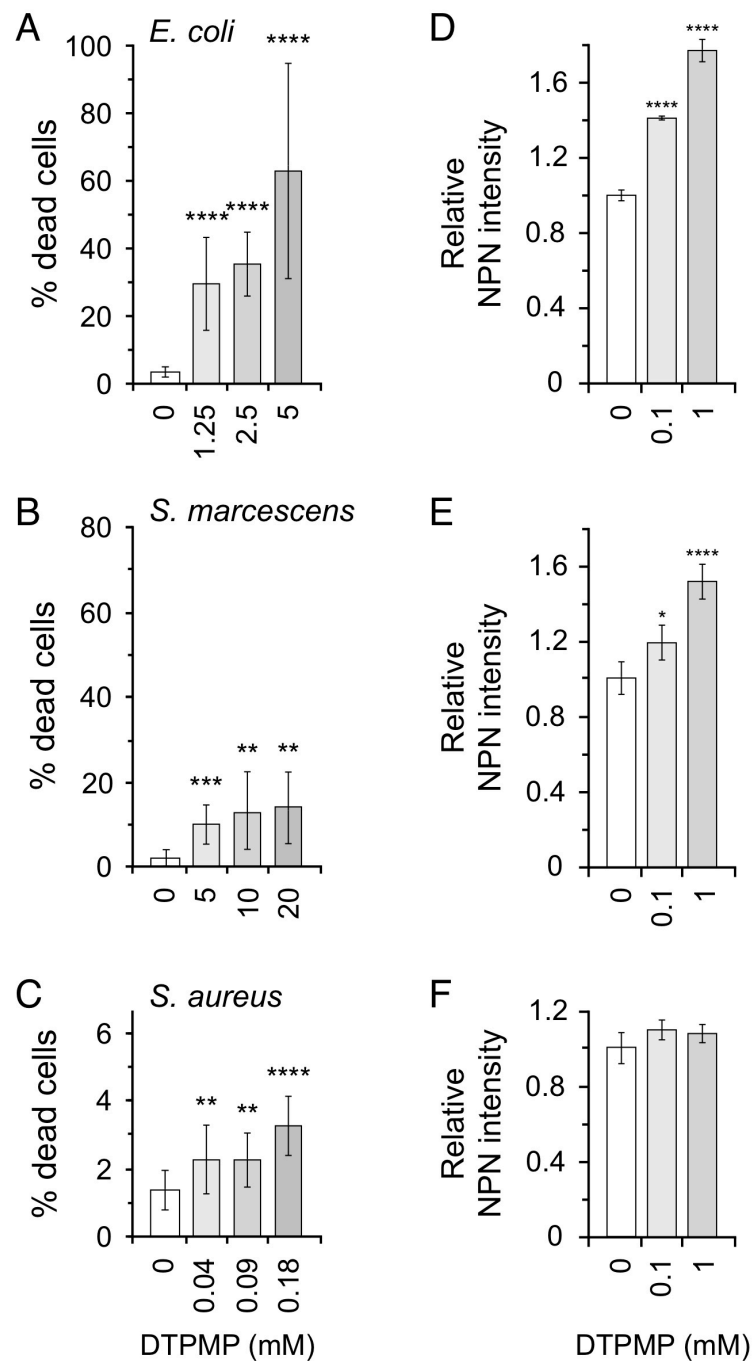 A E. coli
% dead cells
100
80
60
40
20
0
****
****
****
0 1.25 2.5 5
D
Relative
NPN intensity
1.6
1.2
0.8
0.4
0
****
****
0 0.1 1
B S. marcescens
% dead cells
80
60
40
20
0
***
**
**
0 5 10 20
E
Relative
NPN intensity
1.6
1.2
0.8
0.4
0
*
****
0 0.1 1
C S. aureus
% dead cells
6
4
2
0
**
**
****
0 0.04 0.09 0.18
DTPMP (mM)
F
Relative
NPN intensity
1.2
0.8
0.4
0
0 0.1 1
DTPMP (mM)